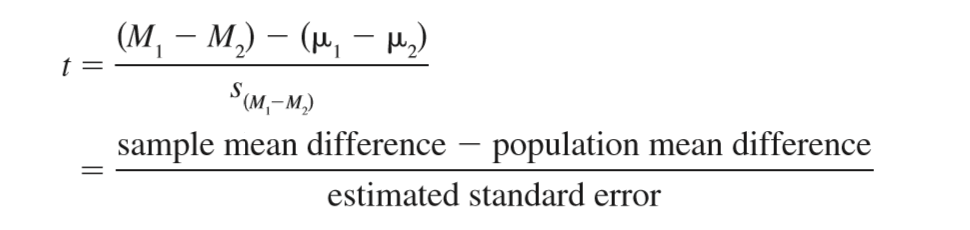 t = (M₁ − M₂) − (μ₁ − μ₂)
s₍M₁−M₂₎
= sample mean difference − population mean difference
estimated standard error